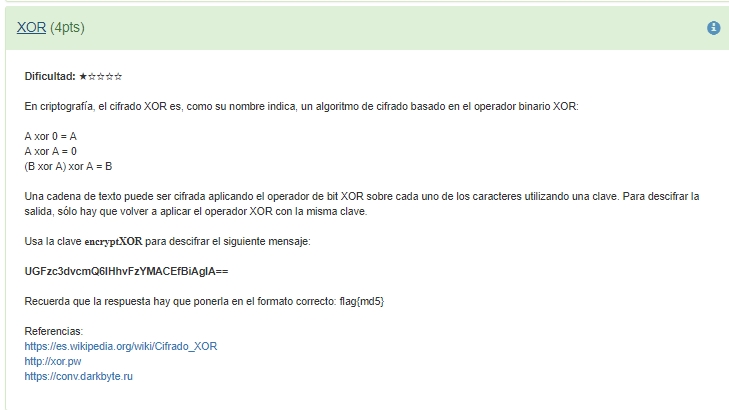 XOR (4pts)
Dificultad: ★☆☆☆☆
En criptografía, el cifrado XOR es, como su nombre indica, un algoritmo de cifrado basado en el operador binario XOR:
A xor 0 = A
A xor A = 0
(B xor A) xor A = B
Una cadena de texto puede ser cifrada aplicando el operador de bit XOR sobre cada uno de los caracteres utilizando una clave. Para descifrar la
salida, sólo hay que volver a aplicar el operador XOR con la misma clave.
Usa la clave encryptXOR para descifrar el siguiente mensaje:
UGFzc3dvcmQ6IHhvFzYMACEfBiAgIA==
Recuerda que la respuesta hay que ponerla en el formato correcto: flag{md5}
Referencias:
https://es.wikipedia.org/wiki/Cifrado_XOR
http://xor.pw
https://conv.darkbyte.ru